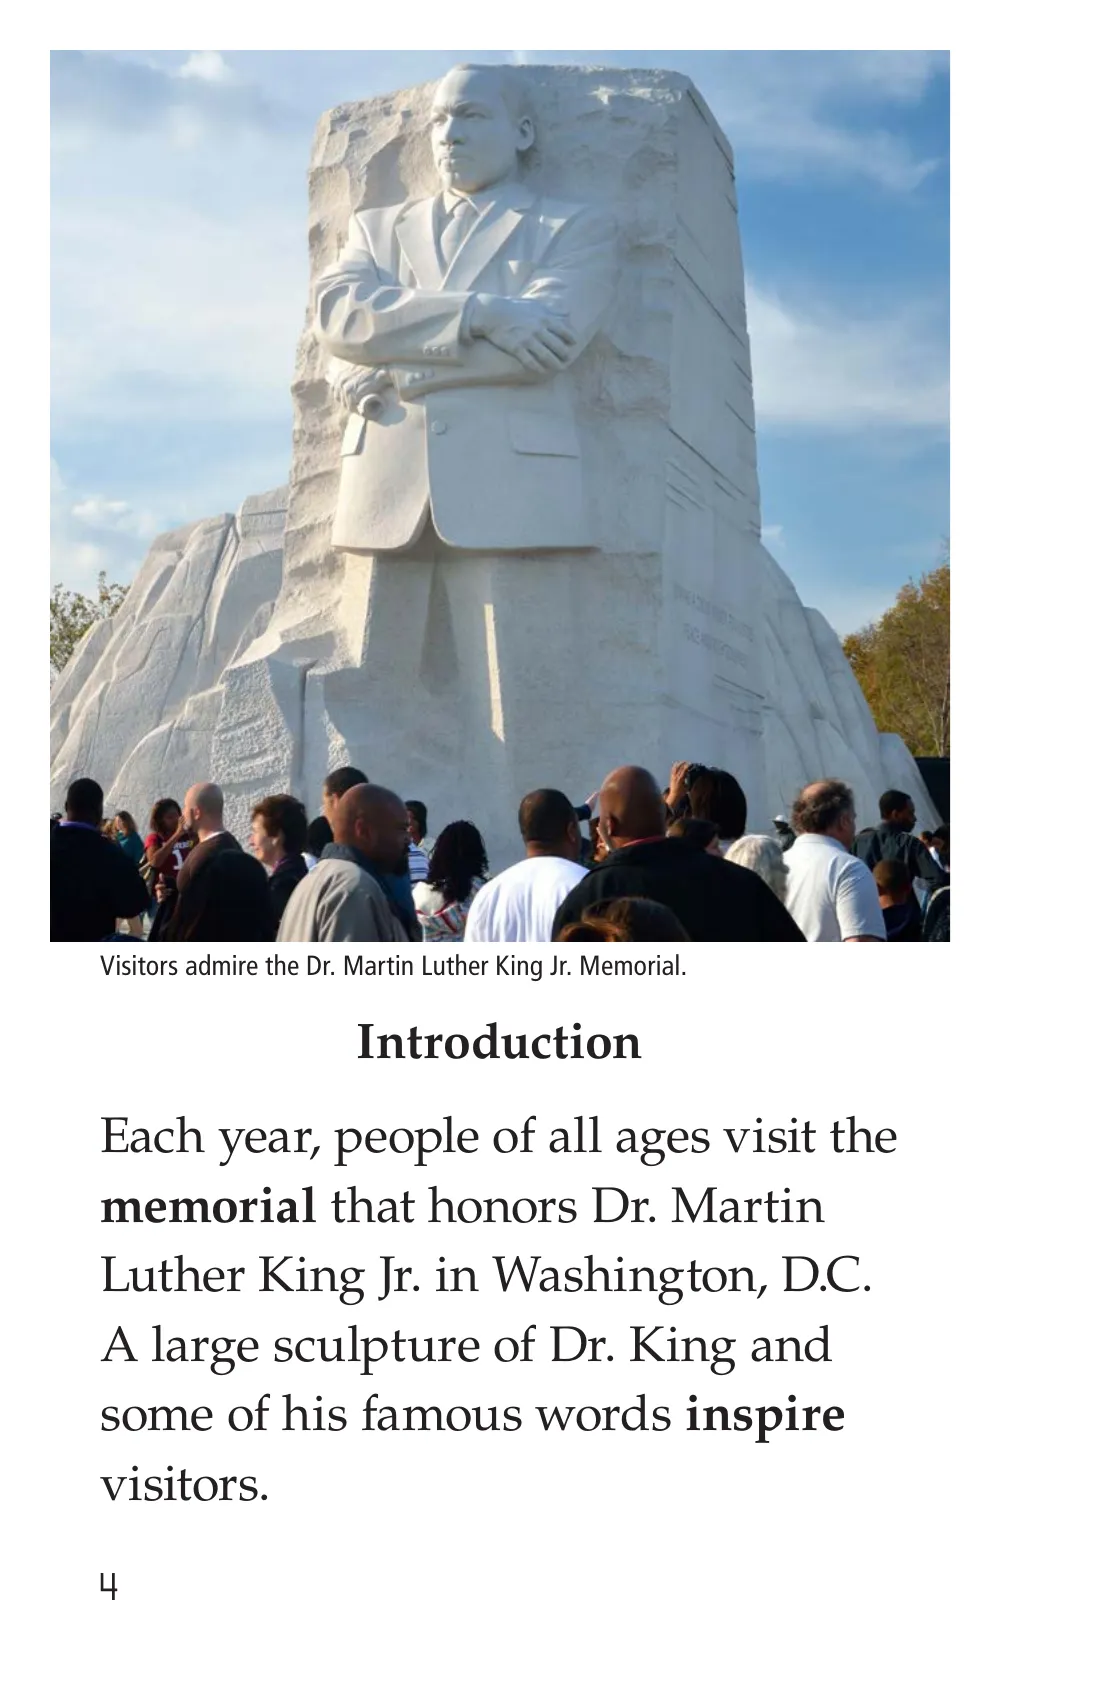 Visitors admire the Dr. Martin Luther King Jr. Memorial.
Introduction
Each year, people of all ages visit the
memorial that honors Dr. Martin
Luther King Jr. in Washington, D.C.
A large sculpture of Dr. King and
some of his famous words inspire
visitors.
4